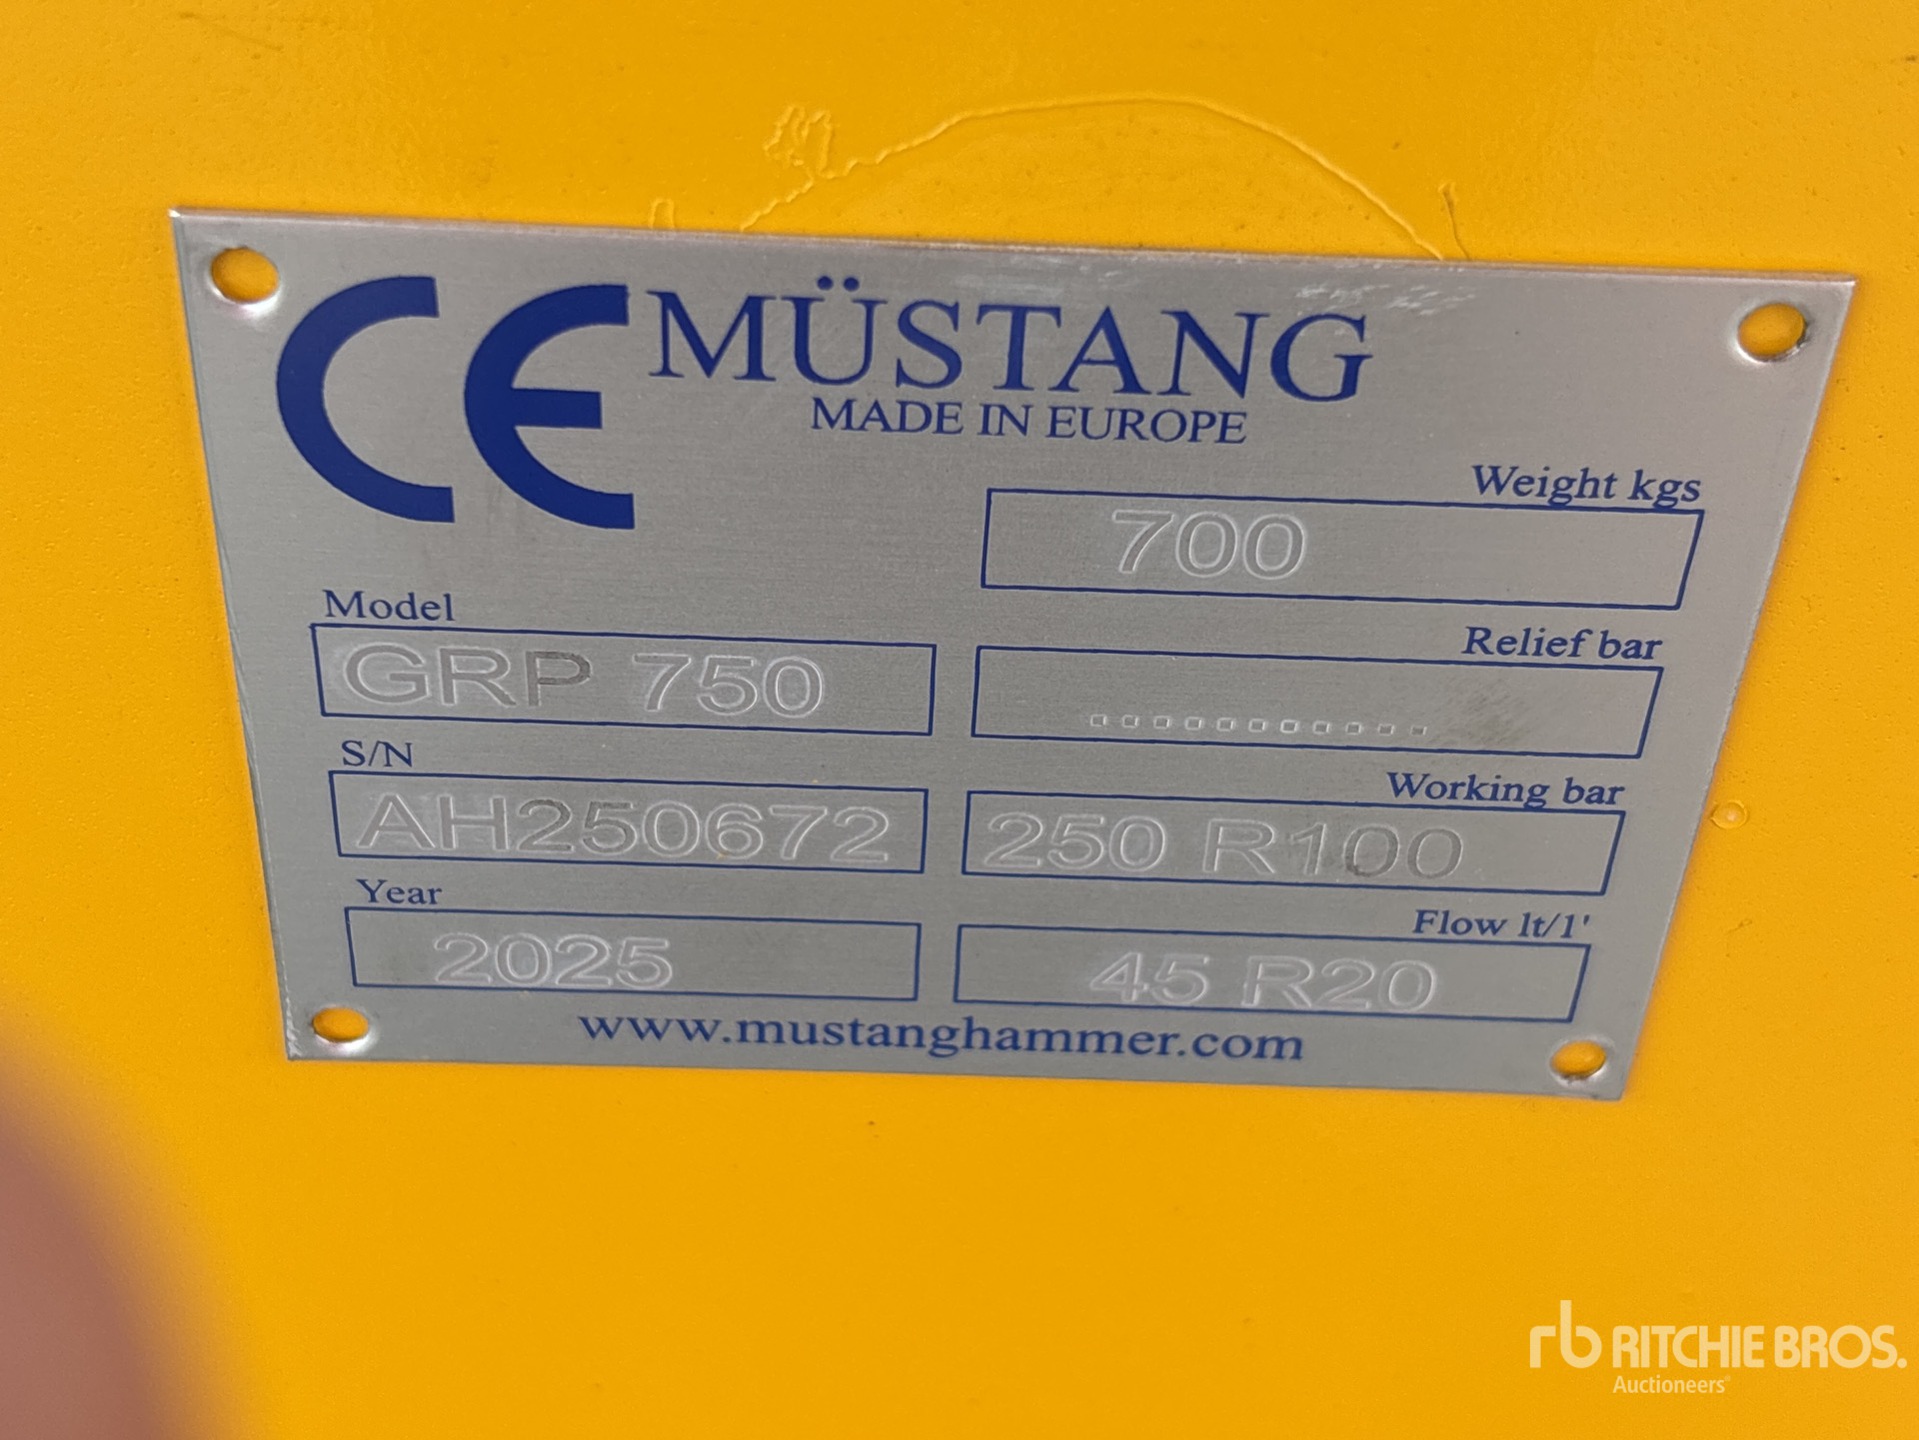 CE MÜSTANG
MADE IN EUROPE
Weight kgs
700
Model
GRP 750
Relief bar
...........
S/N
AH250672
Working bar
250 R100
Year
2025
Flow lt/1'
45 R20
www.mustanghammer.com
rb RITCHIE BROS.
Auctioneers